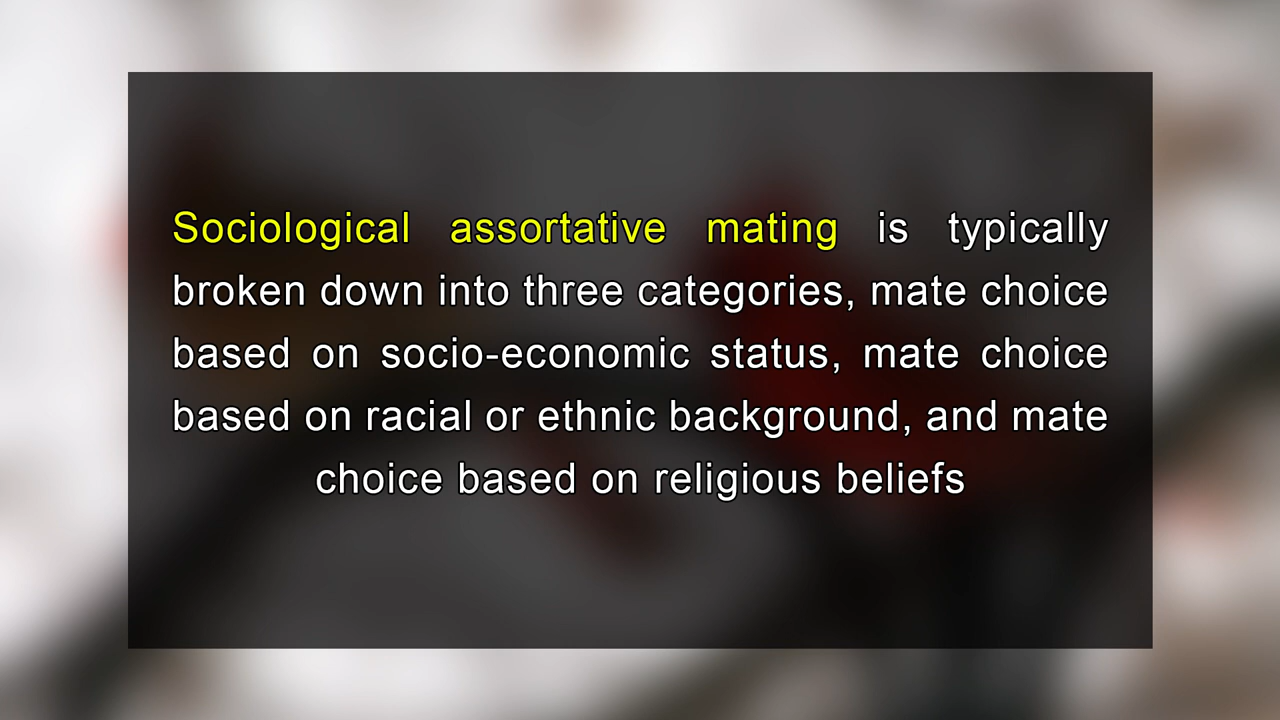 Sociological assortative mating is typically
broken down into three categories, mate choice
based on socio-economic status, mate choice
based on racial or ethnic background, and mate
choice based on religious beliefs